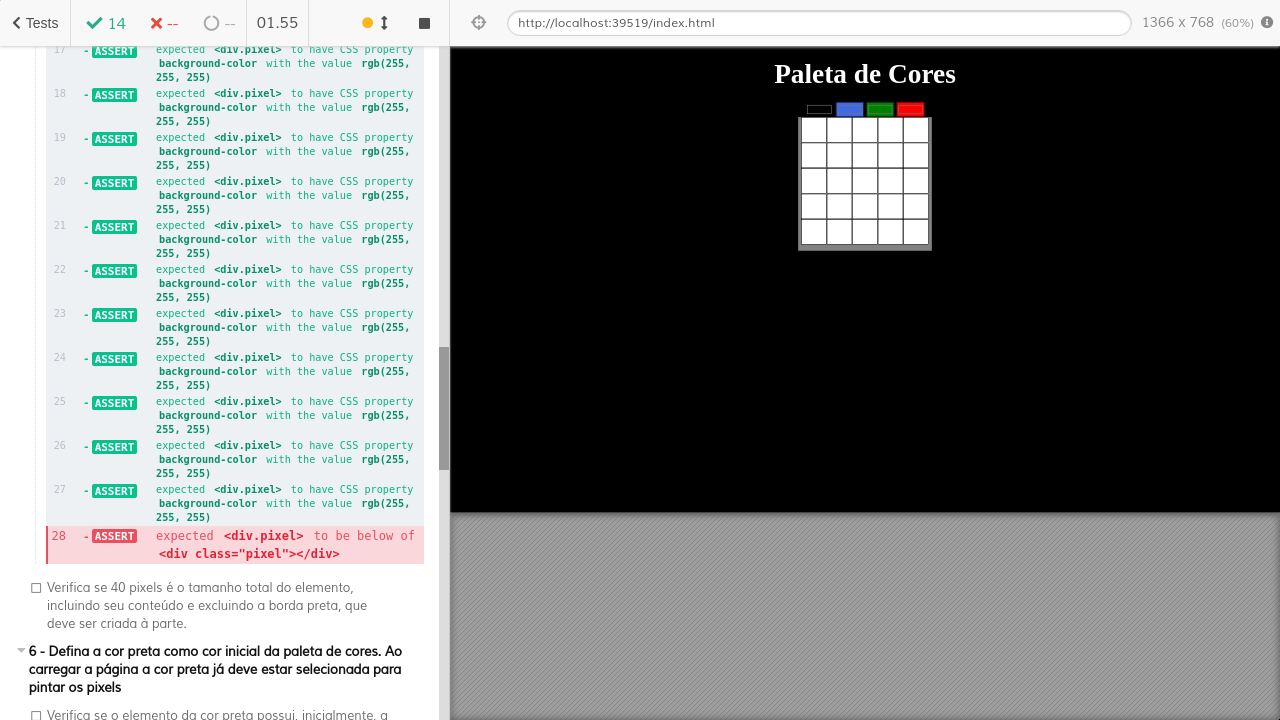 Tests 14 -- -- 01.55 http://localhost:39519/index.html 1366 x 768 (60%)
17 - ASSERT expected <div.pixel> to have CSS property
background-color with the value rgb(255,
255, 255)
18 - ASSERT expected <div.pixel> to have CSS property
background-color with the value rgb(255,
255, 255)
19 - ASSERT expected <div.pixel> to have CSS property
background-color with the value rgb(255,
255, 255)
20 - ASSERT expected <div.pixel> to have CSS property
background-color with the value rgb(255,
255, 255)
21 - ASSERT expected <div.pixel> to have CSS property
background-color with the value rgb(255,
255, 255)
22 - ASSERT expected <div.pixel> to have CSS property
background-color with the value rgb(255,
255, 255)
23 - ASSERT expected <div.pixel> to have CSS property
background-color with the value rgb(255,
255, 255)
24 - ASSERT expected <div.pixel> to have CSS property
background-color with the value rgb(255,
255, 255)
25 - ASSERT expected <div.pixel> to have CSS property
background-color with the value rgb(255,
255, 255)
26 - ASSERT expected <div.pixel> to have CSS property
background-color with the value rgb(255,
255, 255)
27 - ASSERT expected <div.pixel> to have CSS property
background-color with the value rgb(255,
255, 255)
28 - ASSERT expected <div.pixel> to be below of
<div class="pixel"></div>
Verifica se 40 pixels é o tamanho total do elemento,
incluindo seu conteúdo e excluindo a borda preta, que
deve ser criada à parte.
6 - Defina a cor preta como cor inicial da paleta de cores. Ao
carregar a página a cor preta já deve estar selecionada para
pintar os pixels
Verifica se o elemento da cor preta possui, inicialmente, a
Paleta de Cores